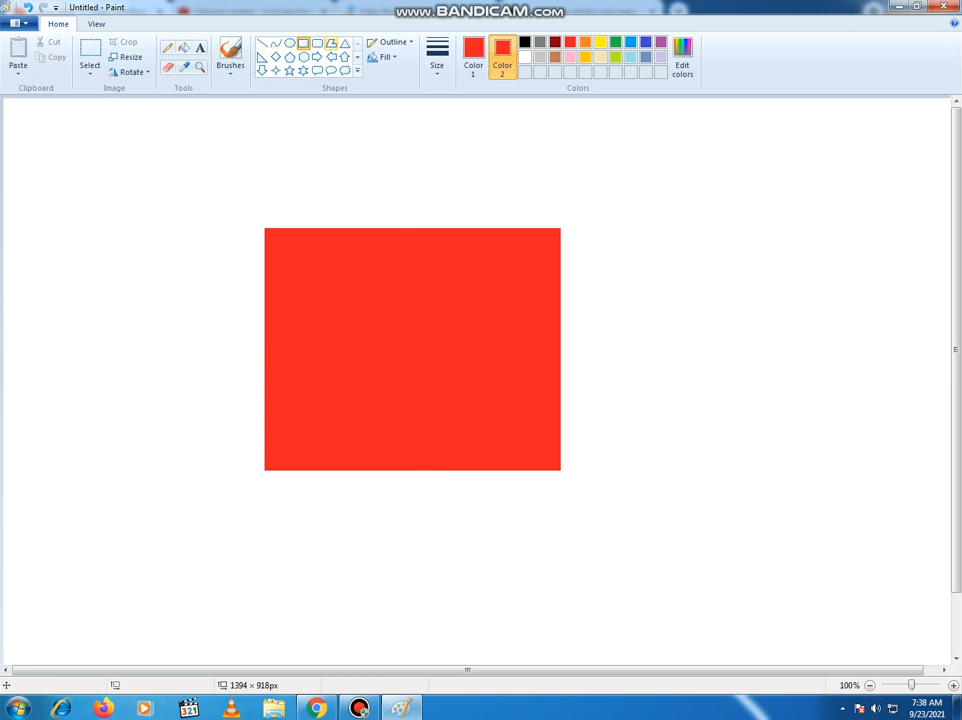 www.BANDICAM.com
Untitled - Paint
Home
View
Paste
Cut
Copy
Clipboard
Select
Crop
Resize
Rotate
Image
A
Tools
Brushes
Shapes
Outline
Fill
Size
Color
1
Color
2
Colors
Edit
colors
1394 × 918px
100%
321
7:38 AM
9/23/2021